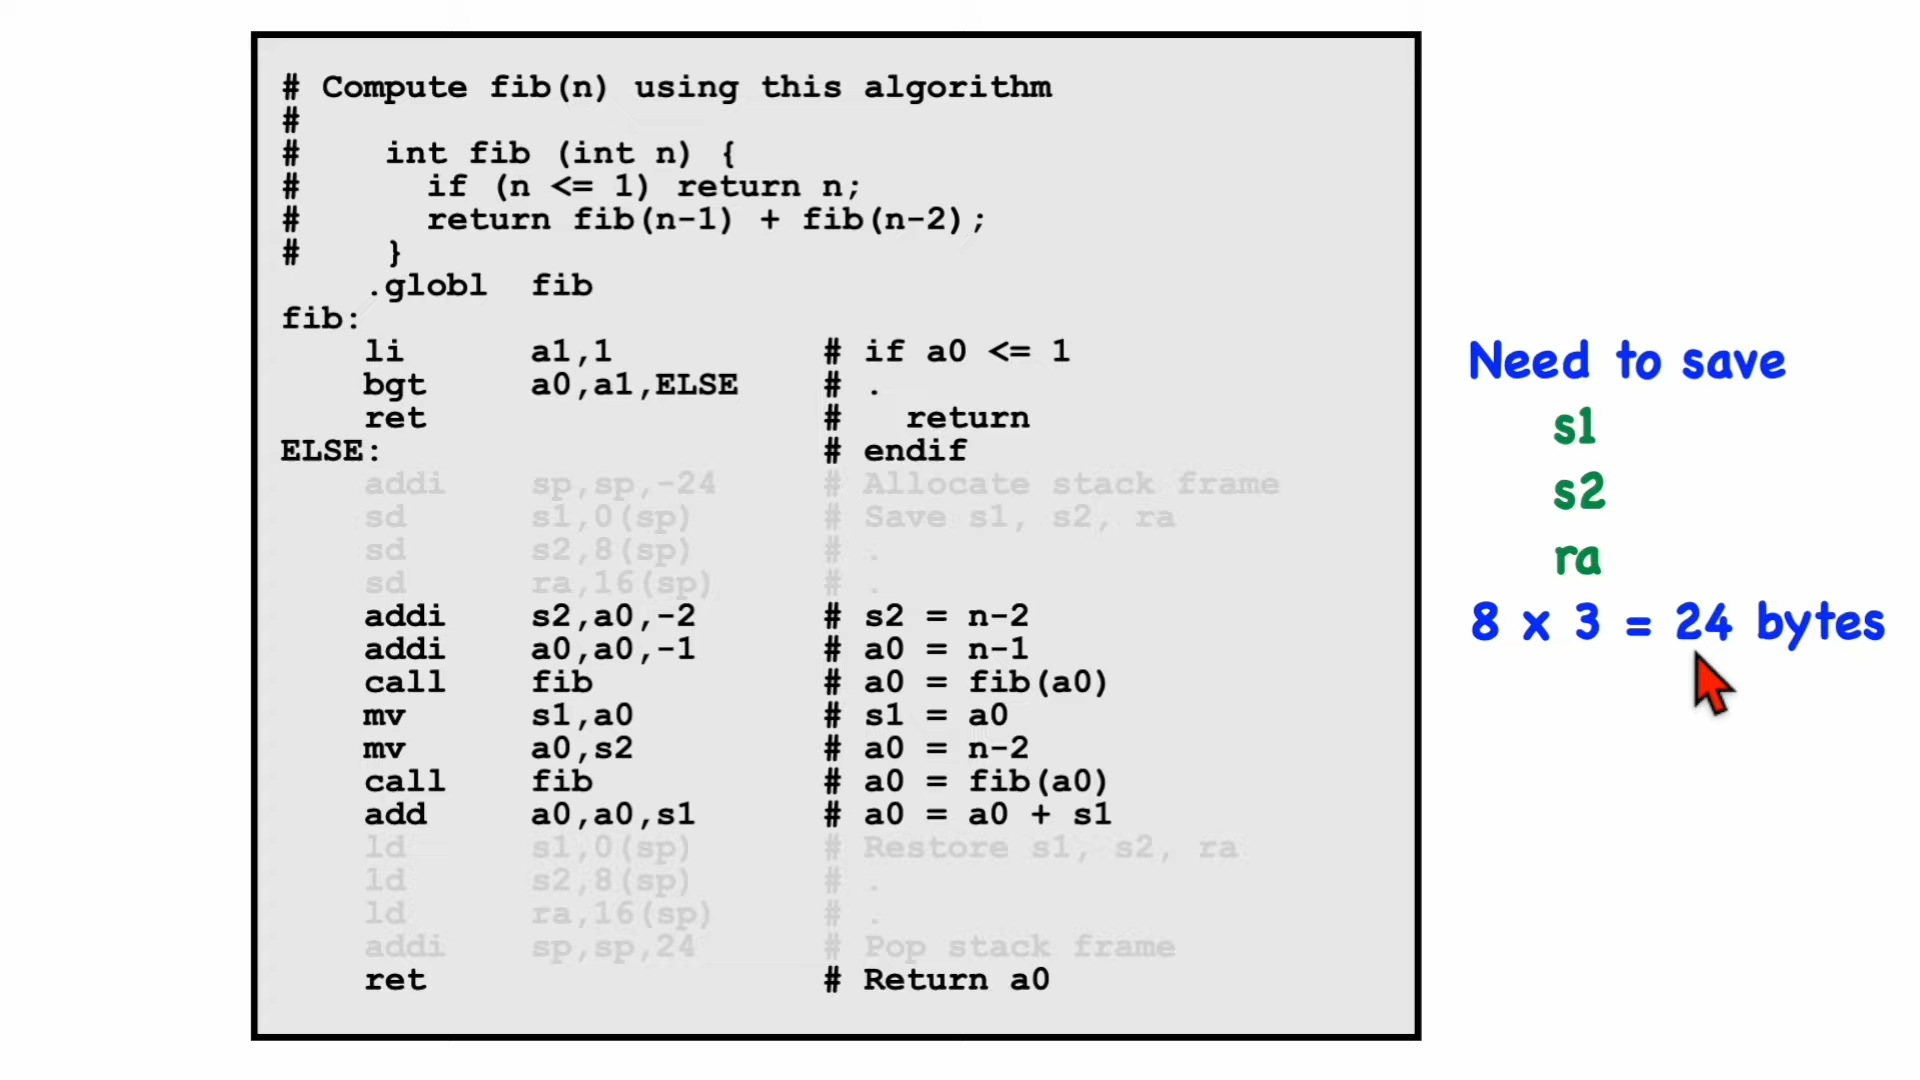 # Compute fib(n) using this algorithm
#
#    int fib (int n) {
#      if (n <= 1) return n;
#      return fib(n-1) + fib(n-2);
#    }
    .globl  fib
fib:
    li      a1,1          # if a0 <= 1
    bgt     a0,a1,ELSE    # .
    ret                   #   return
ELSE:                     # endif
    addi    sp,sp,-24     # Allocate stack frame
    sd      s1,0(sp)      # Save s1, s2, ra
    sd      s2,8(sp)      # .
    sd      ra,16(sp)     # .
    addi    s2,a0,-2      # s2 = n-2
    addi    a0,a0,-1      # a0 = n-1
    call    fib           # a0 = fib(a0)
    mv      s1,a0         # s1 = a0
    mv      a0,s2         # a0 = n-2
    call    fib           # a0 = fib(a0)
    add     a0,a0,s1      # a0 = a0 + s1
    ld      s1,0(sp)      # Restore s1, s2, ra
    ld      s2,8(sp)      # .
    ld      ra,16(sp)     # .
    addi    sp,sp,24      # Pop stack frame
    ret                   # Return a0
Need to save
s1
s2
ra
8 x 3 = 24 bytes